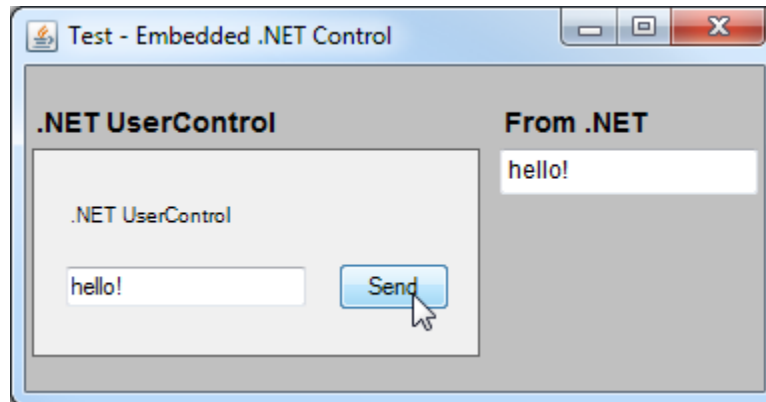 Test - Embedded .NET Control
.NET UserControl
From .NET
hello!
.NET UserControl
hello!
Send